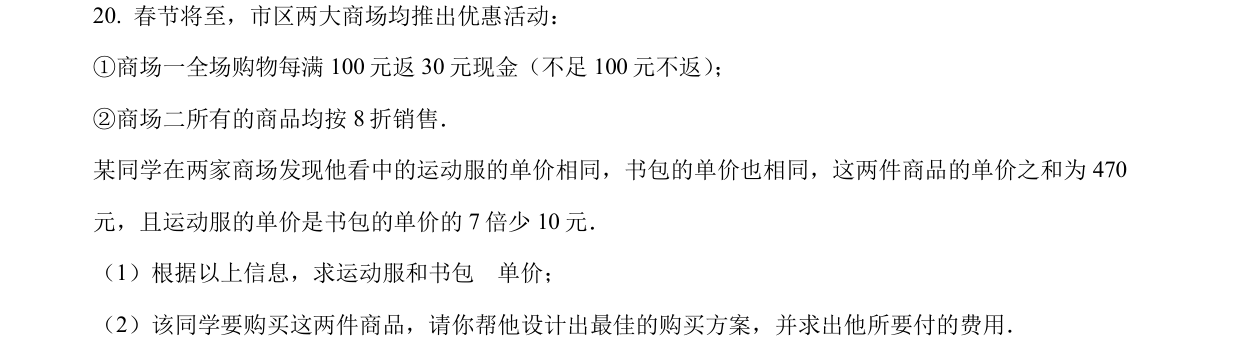 20. 春节将至，市区两大商场均推出优惠活动：
①商场一全场购物每满 100 元返 30 元现金（不足 100 元不返）；
②商场二所有的商品均按 8 折销售．
某同学在两家商场发现他看中的运动服的单价相同，书包的单价也相同，这两件商品的单价之和为 470
元，且运动服的单价是书包的单价的 7 倍少 10 元．
（1）根据以上信息，求运动服和书包 单价；
（2）该同学要购买这两件商品，请你帮他设计出最佳的购买方案，并求出他所要付的费用．